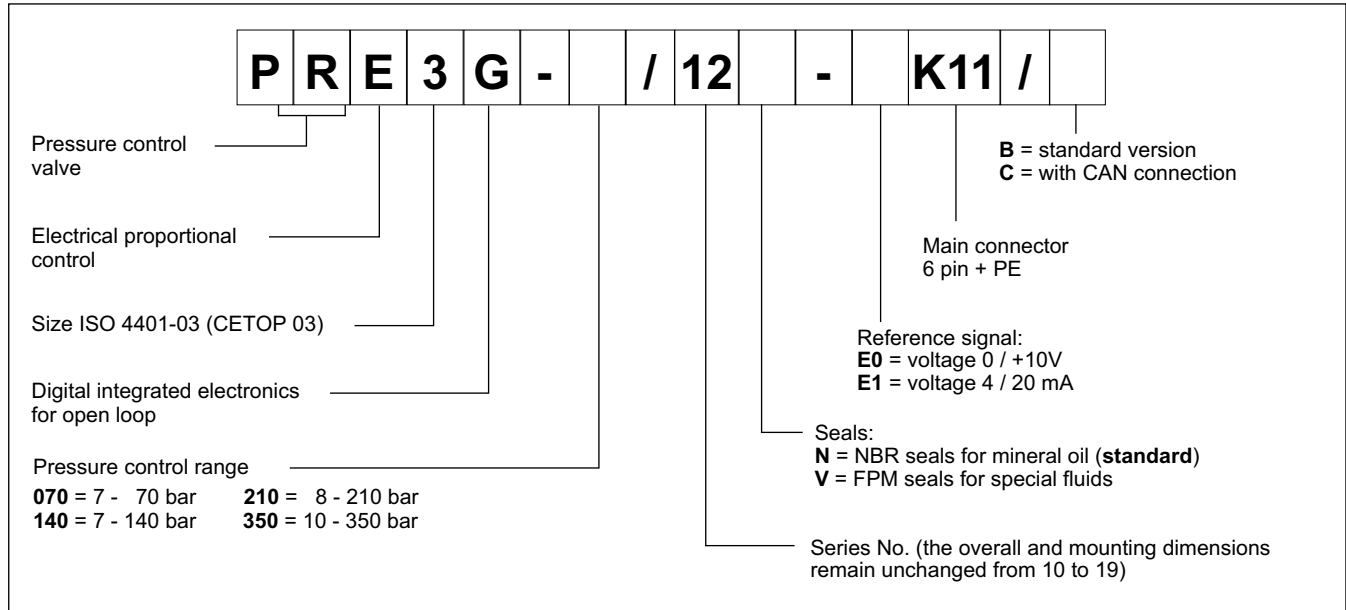 PRE3G- / 12 - K11 /
Pressure control
valve
B = standard version
C = with CAN connection
Electrical proportional
control
Main connector
6 pin + PE
Size ISO 4401-03 (CETOP 03)
Reference signal:
E0 = voltage 0 / +10V
E1 = voltage 4 / 20 mA
Digital integrated electronics
for open loop
Seals:
N = NBR seals for mineral oil (standard)
V = FPM seals for special fluids
Pressure control range
070 = 7 - 70 bar 210 = 8 - 210 bar
140 = 7 - 140 bar 350 = 10 - 350 bar
Series No. (the overall and mounting dimensions
remain unchanged from 10 to 19)